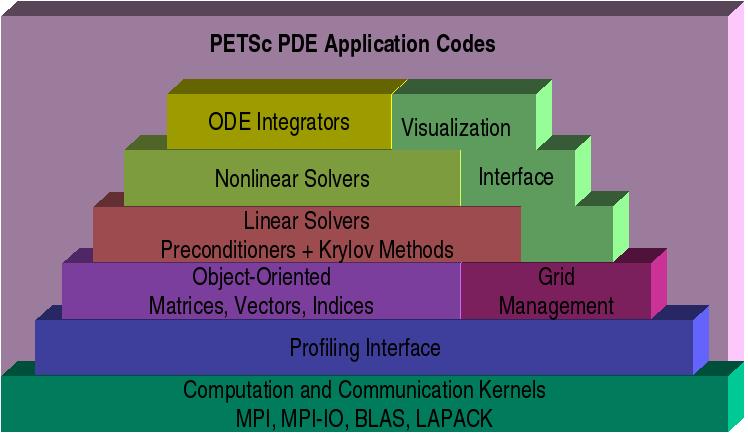 PETSc PDE Application Codes
ODE Integrators
Visualization
Nonlinear Solvers
Interface
Linear Solvers
Preconditioners + Krylov Methods
Object-Oriented
Matrices, Vectors, Indices
Grid
Management
Profiling Interface
Computation and Communication Kernels
MPI, MPI-IO, BLAS, LAPACK